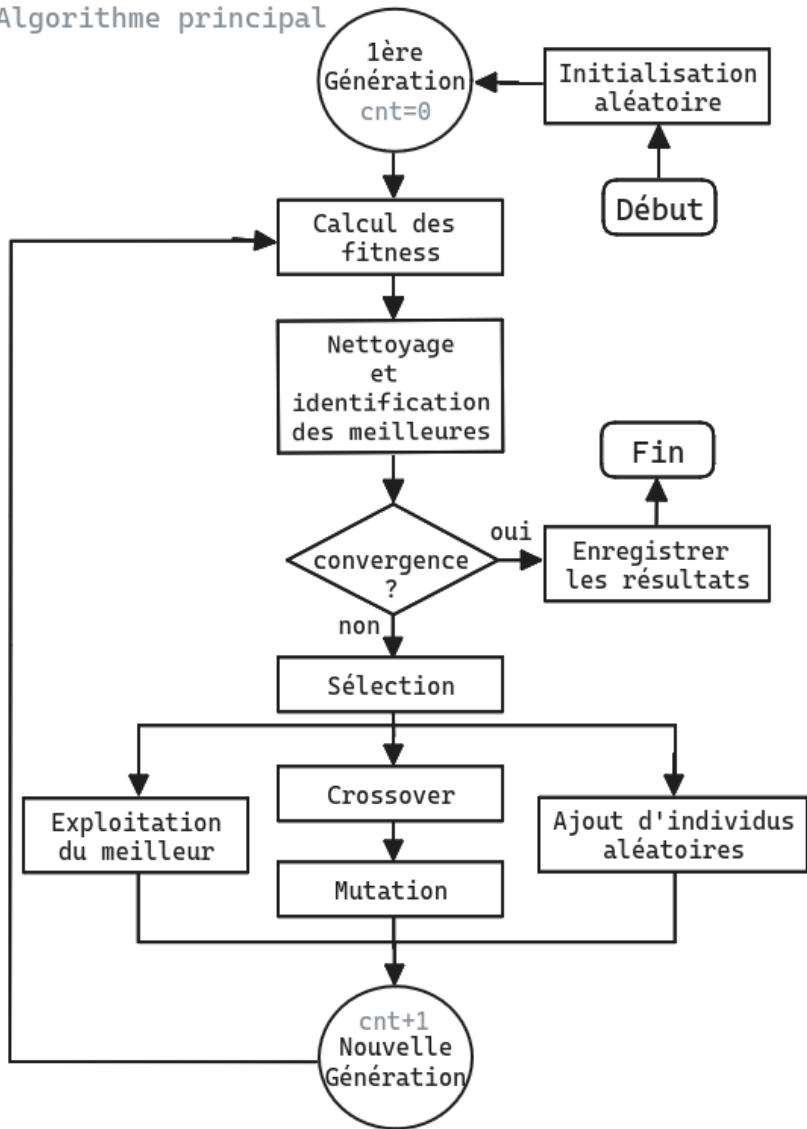 Algorithme principal
1ère
Génération
cnt=0
Initialisation
aléatoire
Début
Calcul des
fitness
Nettoyage
et
identification
des meilleures
Fin
convergence
?
oui
Enregistrer
les résultats
non
Sélection
Exploitation
du meilleur
Crossover
Ajout d'individus
aléatoires
Mutation
cnt+1
Nouvelle
Génération